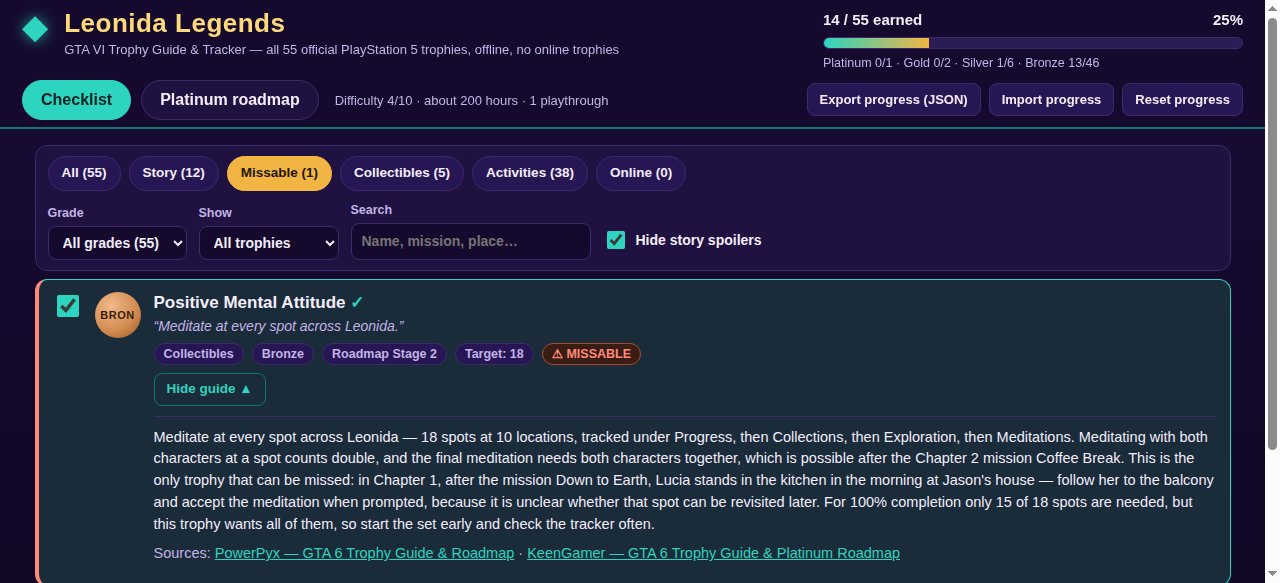 Leonida Legends
GTA VI Trophy Guide & Tracker — all 55 official PlayStation 5 trophies, offline, no online trophies
14 / 55 earned 25%
Platinum 0/1 · Gold 0/2 · Silver 1/6 · Bronze 13/46
Checklist Platinum roadmap Difficulty 4/10 · about 200 hours · 1 playthrough Export progress (JSON) Import progress Reset progress
All (55) Story (12) Missable (1) Collectibles (5) Activities (38) Online (0)
Grade Show Search
All grades (55) All trophies Name, mission, place… Hide story spoilers
BRON
Positive Mental Attitude ✓
“Meditate at every spot across Leonida.”
Collectibles Bronze Roadmap Stage 2 Target: 18 ⚠ MISSABLE
Hide guide ▲
Meditate at every spot across Leonida — 18 spots at 10 locations, tracked under Progress, then Collections, then Exploration, then Meditations. Meditating with both
characters at a spot counts double, and the final meditation needs both characters together, which is possible after the Chapter 2 mission Coffee Break. This is the
only trophy that can be missed: in Chapter 1, after the mission Down to Earth, Lucia stands in the kitchen in the morning at Jason's house — follow her to the balcony
and accept the meditation when prompted, because it is unclear whether that spot can be revisited later. For 100% completion only 15 of 18 spots are needed, but
this trophy wants all of them, so start the set early and check the tracker often.
Sources: PowerPyx — GTA 6 Trophy Guide & Roadmap · KeenGamer — GTA 6 Trophy Guide & Platinum Roadmap